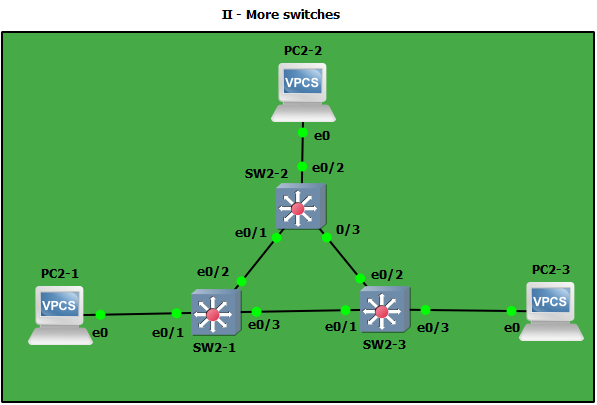 II - More switches
PC2-2
VPCS
e0
SW2-2
e0/2
e0/1
0/3
PC2-1
VPCS
e0
e0/1
e0/2
e0/3
SW2-1
e0/2
e0/1
e0/3
SW2-3
PC2-3
VPCS
e0